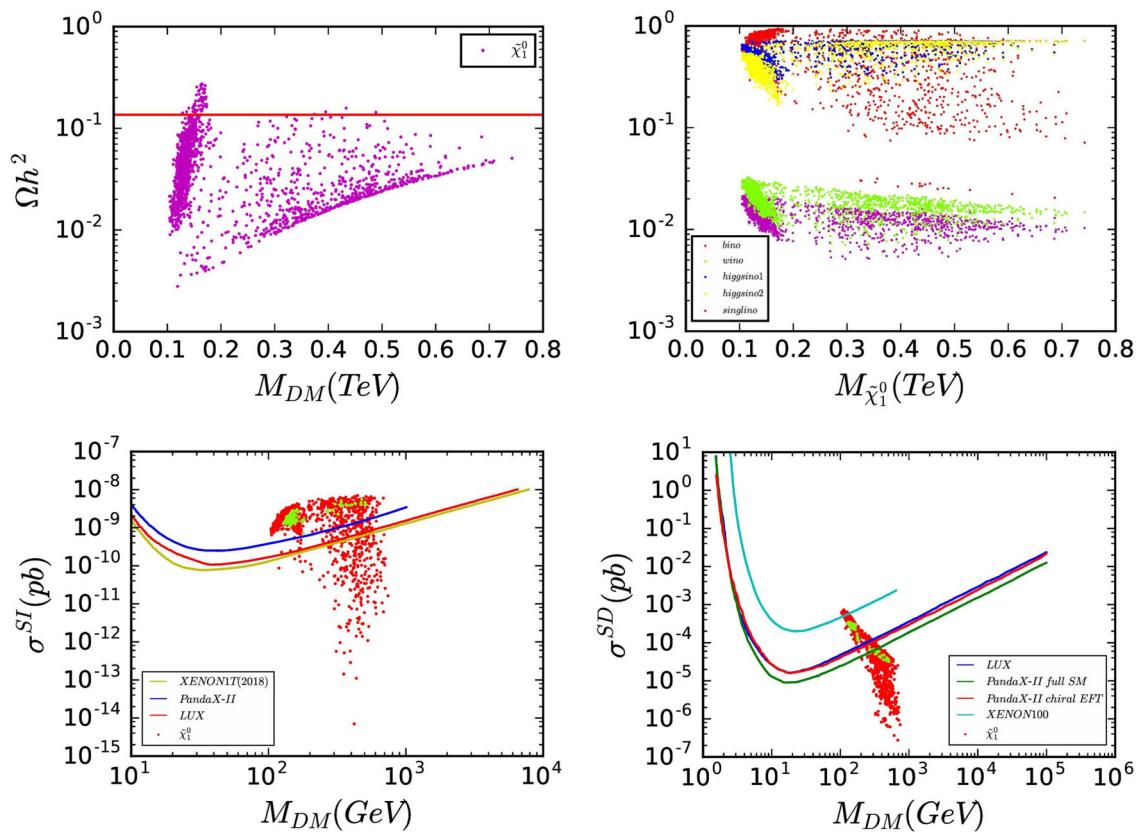 10^0
10^-1
10^-2
10^-3
Ωh^2
χ̃_1^0
0.0 0.1 0.2 0.3 0.4 0.5 0.6 0.7 0.8
M_{DM}(TeV)
10^0
10^-1
10^-2
10^-3
bino
wino
higgsino1
higgsino2
singlino
0.0 0.1 0.2 0.3 0.4 0.5 0.6 0.7 0.8
M_{χ̃_1^0}(TeV)
10^-7
10^-8
10^-9
10^-10
10^-11
10^-12
10^-13
10^-14
10^-15
σ^{SI}(pb)
XENON1T(2018)
PandaX-II
LUX
χ̃_1^0
10^1 10^2 10^3 10^4
M_{DM}(GeV)
10^1
10^0
10^-1
10^-2
10^-3
10^-4
10^-5
10^-6
10^-7
σ^{SD}(pb)
LUX
PandaX-II full SM
PandaX-II chiral EFT
XENON100
χ̃_1^0
10^0 10^1 10^2 10^3 10^4 10^5 10^6
M_{DM}(GeV)